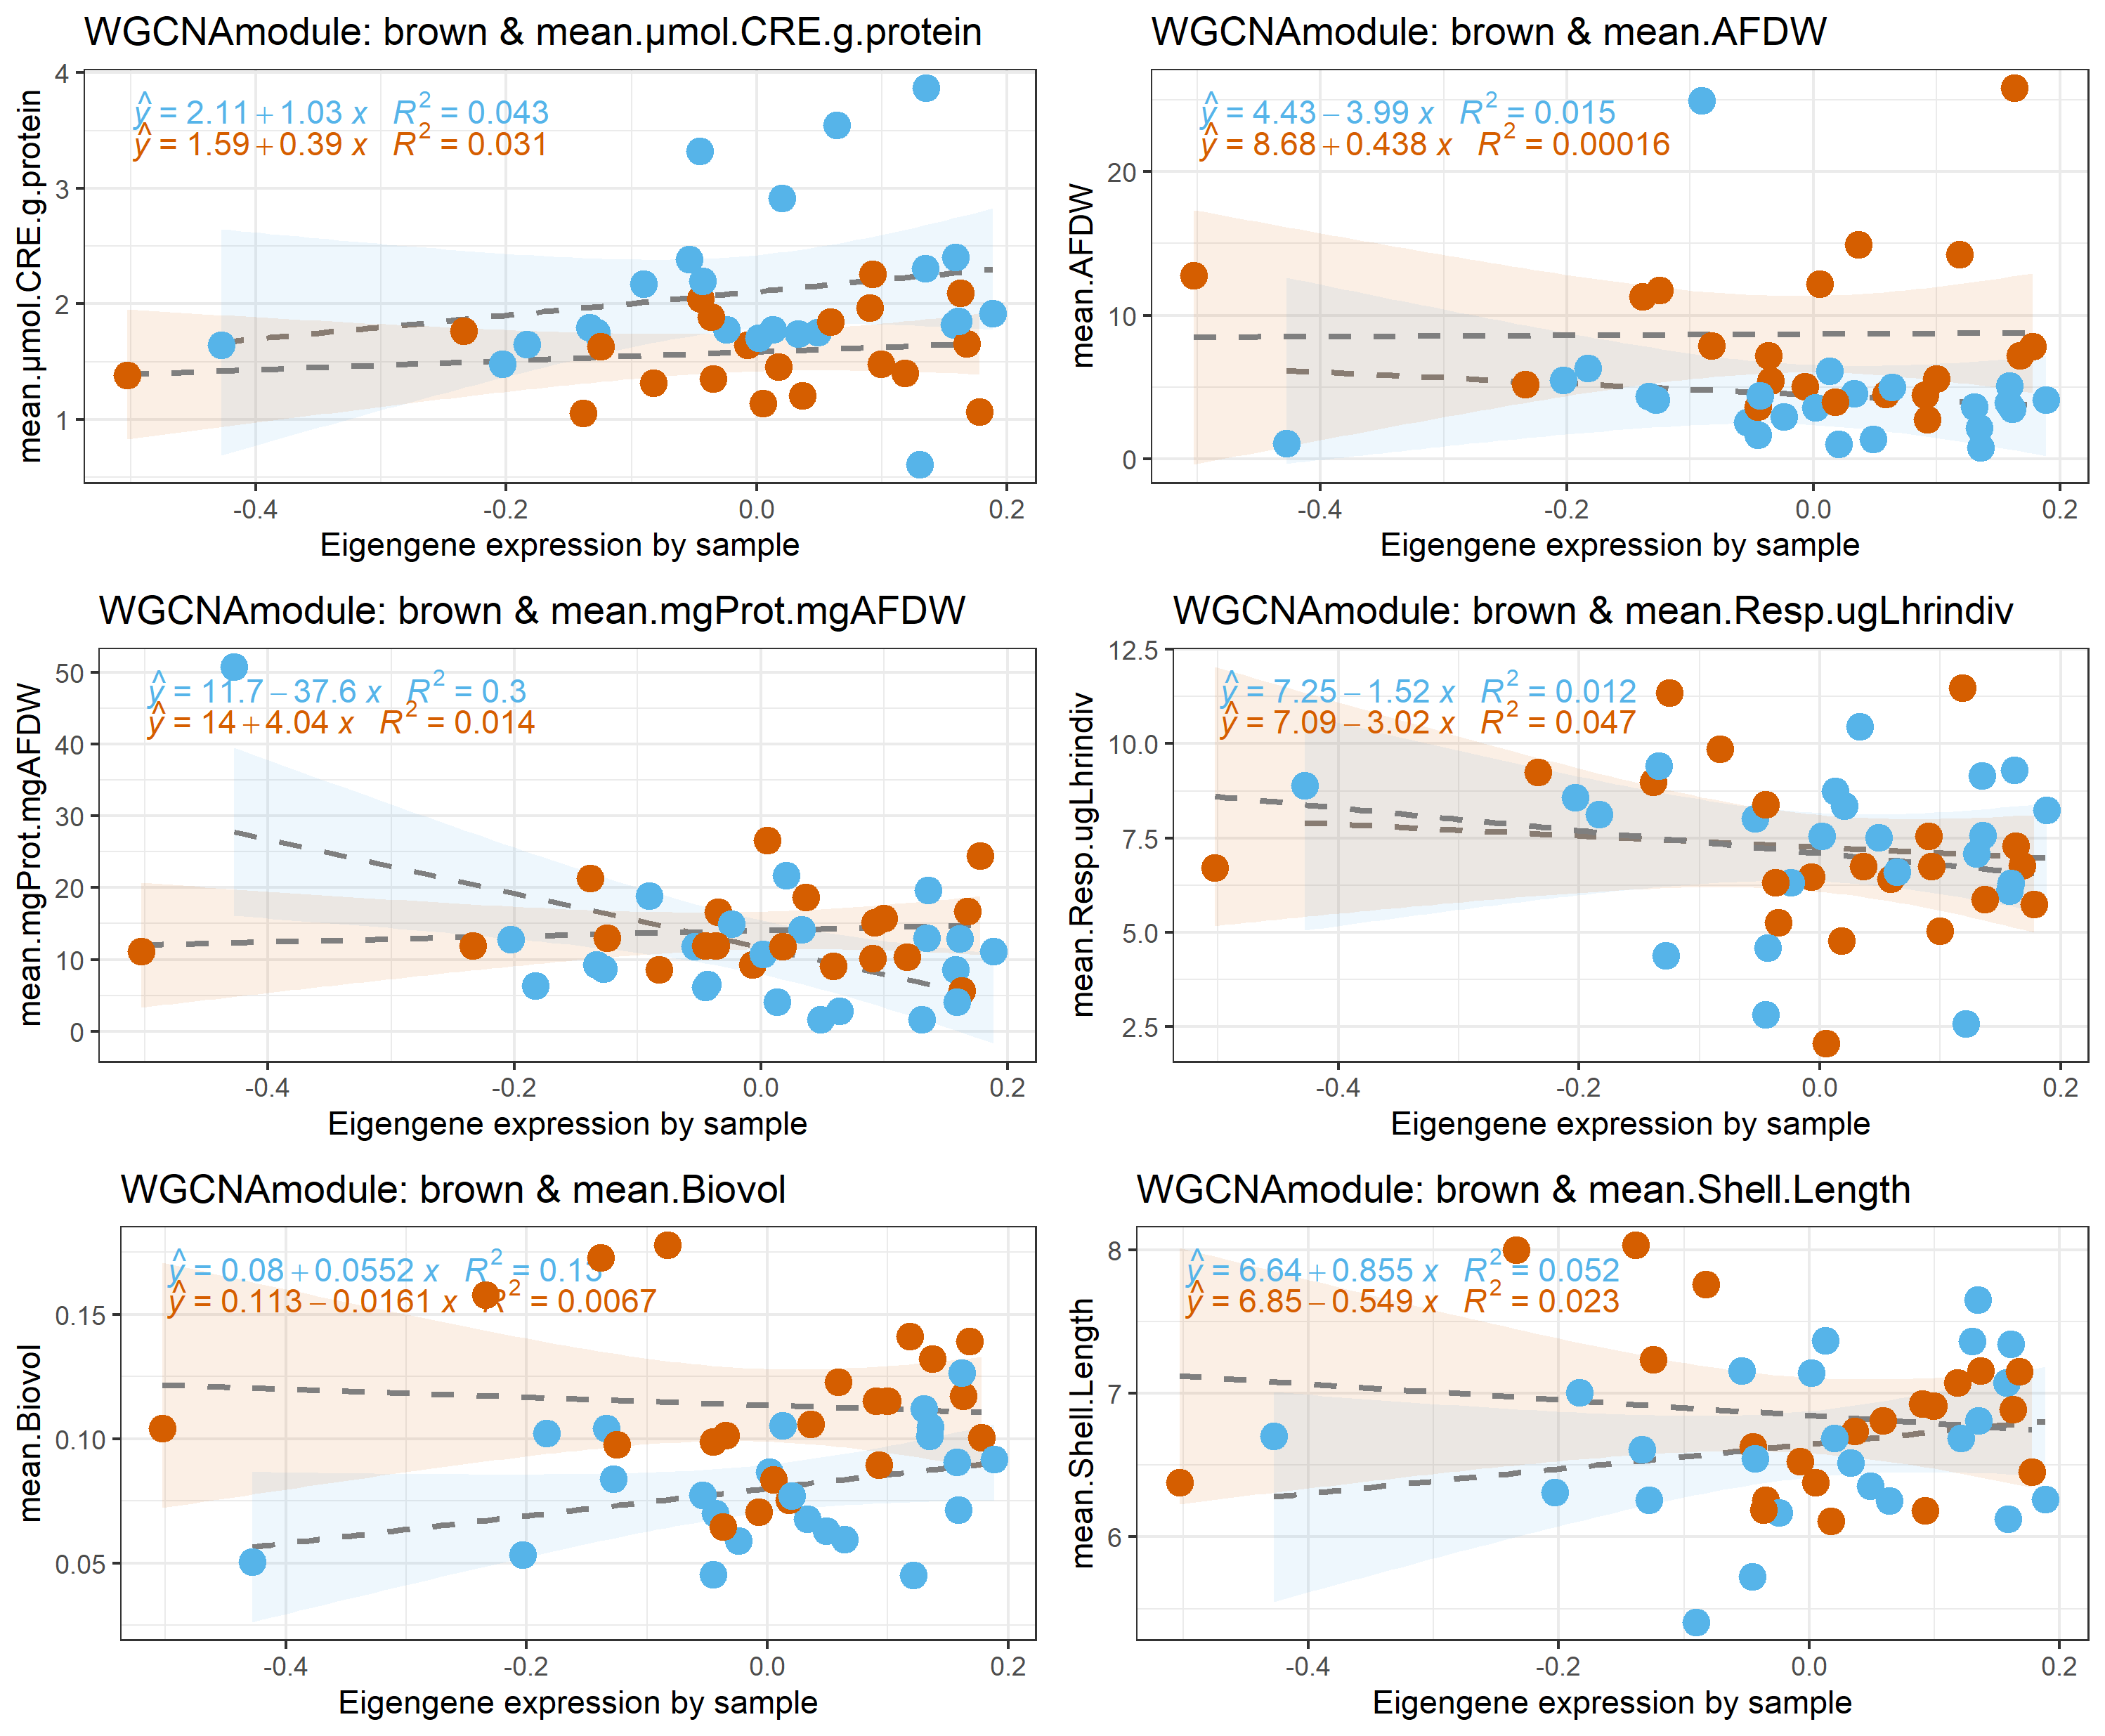 WGCNAmodule: brown & mean.µmol.CRE.g.protein
ŷ = 2.11 + 1.03 x R² = 0.043
ŷ = 1.59 + 0.39 x R² = 0.031
mean.µmol.CRE.g.protein
4
3
2
1
-0.4 -0.2 0.0 0.2
Eigengene expression by sample
WGCNAmodule: brown & mean.AFDW
ŷ = 4.43 − 3.99 x R² = 0.015
ŷ = 8.68 + 0.438 x R² = 0.00016
mean.AFDW
20
10
0
-0.4 -0.2 0.0 0.2
Eigengene expression by sample
WGCNAmodule: brown & mean.mgProt.mgAFDW
ŷ = 11.7 − 37.6 x R² = 0.3
ŷ = 14 + 4.04 x R² = 0.014
mean.mgProt.mgAFDW
50
40
30
20
10
0
-0.4 -0.2 0.0 0.2
Eigengene expression by sample
WGCNAmodule: brown & mean.Resp.ugLhrindiv
ŷ = 7.25 − 1.52 x R² = 0.012
ŷ = 7.09 − 3.02 x R² = 0.047
mean.Resp.ugLhrindiv
12.5
10.0
7.5
5.0
2.5
-0.4 -0.2 0.0 0.2
Eigengene expression by sample
WGCNAmodule: brown & mean.Biovol
ŷ = 0.08 + 0.0552 x R² = 0.13
ŷ = 0.113 − 0.0161 x R² = 0.0067
mean.Biovol
0.15
0.10
0.05
-0.4 -0.2 0.0 0.2
Eigengene expression by sample
WGCNAmodule: brown & mean.Shell.Length
ŷ = 6.64 + 0.855 x R² = 0.052
ŷ = 6.85 − 0.549 x R² = 0.023
mean.Shell.Length
8
7
6
-0.4 -0.2 0.0 0.2
Eigengene expression by sample